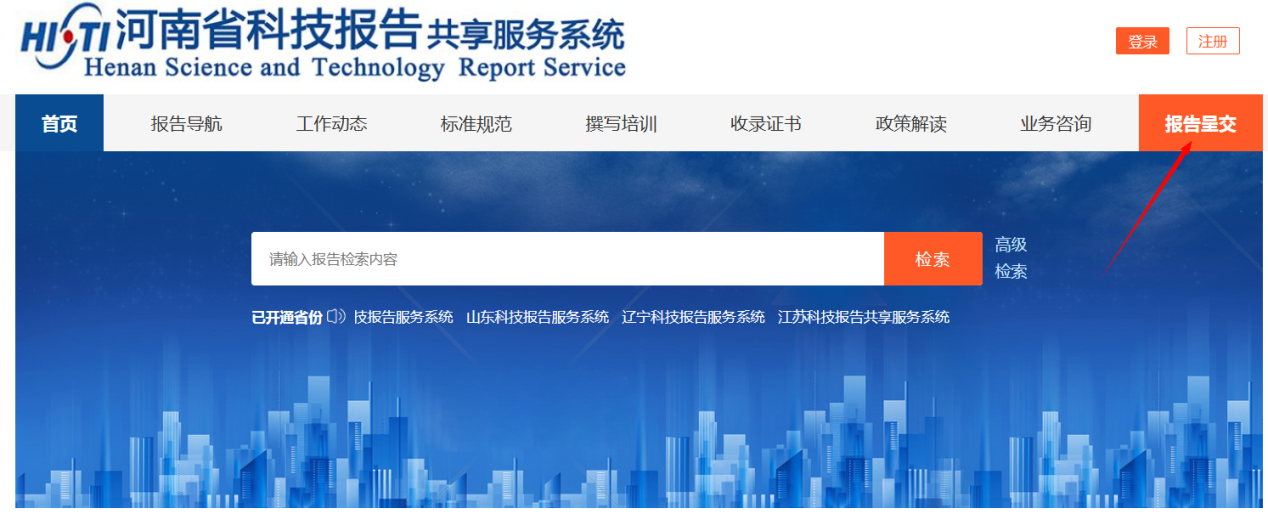 HISTI 河南省科技报告共享服务系统
Henan Science and Technology Report Service
登录 注册
首页 报告导航 工作动态 标准规范 撰写培训 收录证书 政策解读 业务咨询 报告呈交
请输入报告检索内容 检索 高级
检索
已开通省份 技报告服务系统 山东科技报告服务系统 辽宁科技报告服务系统 江苏科技报告共享服务系统